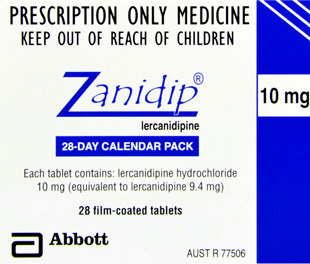 PRESCRIPTION ONLY MEDICINE
KEEP OUT OF REACH OF CHILDREN
Zanidip®
lercanidipine
10 mg
28-DAY CALENDAR PACK
Each tablet contains: lercanidipine hydrochloride
10 mg (equivalent to lercanidipine 9.4 mg)
28 film-coated tablets
Abbott
AUST R 77506